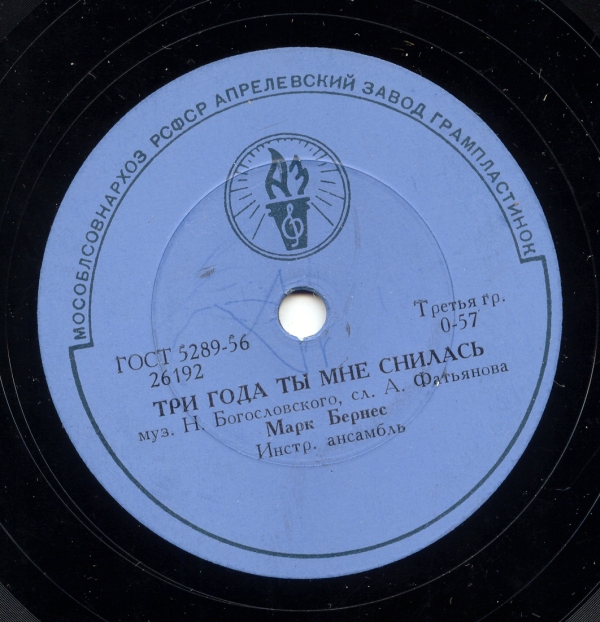 МОСОБЛСОВНАРХОЗ РСФСР АПРЕЛЕВСКИЙ ЗАВОД ГРАМПЛАСТИНОК
АЗ
Третья гр.
0-57
ГОСТ 5289-56
26192
ТРИ ГОДА ТЫ МНЕ СНИЛАСЬ
муз. Н. Богословского, сл. А. Фатьянова
Марк Бернес
Инстр. ансамбль